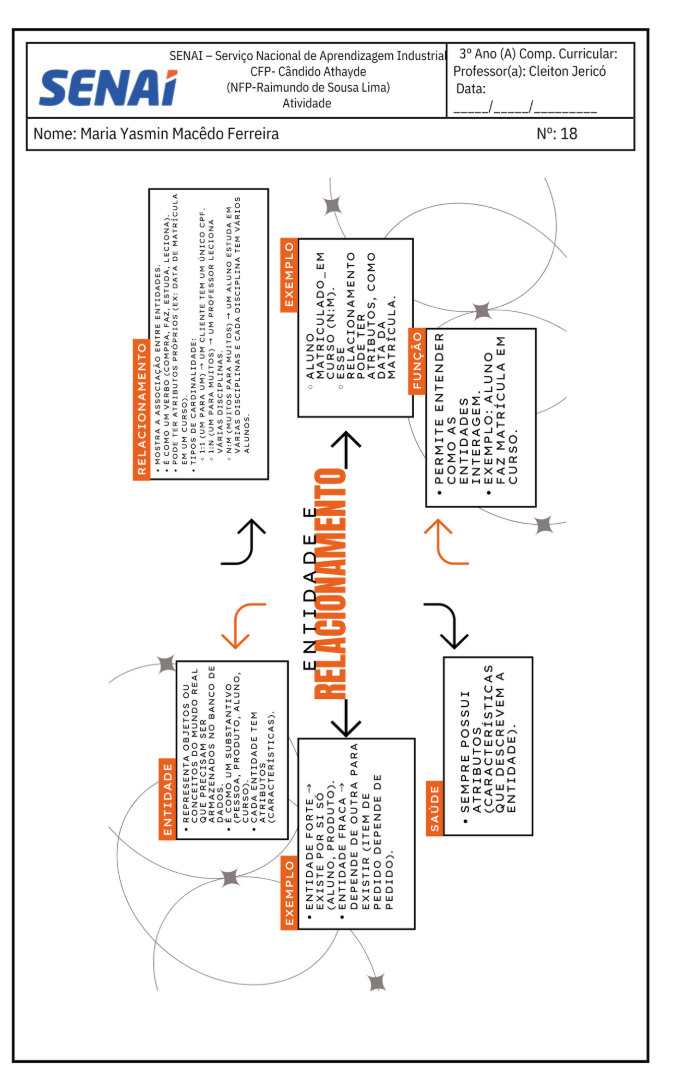 SENAI
SENAI – Serviço Nacional de Aprendizagem Industrial
CFP- Cândido Athayde
(NFP-Raimundo de Sousa Lima)
Atividade
3º Ano (A) Comp. Curricular:
Professor(a): Cleiton Jericó
Data:
_____/_____/_________
Nome: Maria Yasmin Macêdo Ferreira
Nº: 18
ENTIDADE E
RELACIONAMENTO
ENTIDADE
• REPRESENTA OBJETOS OU
CONCEITOS DO MUNDO REAL
QUE PRECISAM SER
ARMAZENADOS NO BANCO DE
DADOS.
• É COMO UM SUBSTANTIVO
(PESSOA, PRODUTO, ALUNO,
CURSO).
• CADA ENTIDADE TEM
ATRIBUTOS
(CARACTERÍSTICAS).
RELACIONAMENTO
• MOSTRA A ASSOCIAÇÃO ENTRE ENTIDADES.
• É COMO UM VERBO (COMPRA, FAZ, ESTUDA, LECIONA).
• PODE TER ATRIBUTOS PRÓPRIOS (EX: DATA DE MATRÍCULA
EM UM CURSO).
• TIPOS DE CARDINALIDADE:
◦ 1:1 (UM PARA UM) → UM CLIENTE TEM UM ÚNICO CPF.
◦ 1:N (UM PARA MUITOS) → UM PROFESSOR LECIONA
VÁRIAS DISCIPLINAS.
◦ N:M (MUITOS PARA MUITOS) → UM ALUNO ESTUDA EM
VÁRIAS DISCIPLINAS E CADA DISCIPLINA TEM VÁRIOS
ALUNOS.
EXEMPLO
• ENTIDADE FORTE →
EXISTE POR SI SÓ
(ALUNO, PRODUTO).
• ENTIDADE FRACA →
DEPENDE DE OUTRA PARA
EXISTIR (ITEM DE
PEDIDO DEPENDE DE
PEDIDO).
EXEMPLO
◦ ALUNO
MATRICULADO_EM
CURSO (N:M).
◦ ESSE
RELACIONAMENTO
PODE TER
ATRIBUTOS, COMO
DATA DA
MATRÍCULA.
SAÚDE
• SEMPRE POSSUI
ATRIBUTOS
(CARACTERÍSTICAS
QUE DESCREVEM A
ENTIDADE).
FUNÇÃO
• PERMITE ENTENDER
COMO AS
ENTIDADES
INTERAGEM.
• EXEMPLO: ALUNO
FAZ MATRÍCULA EM
CURSO.